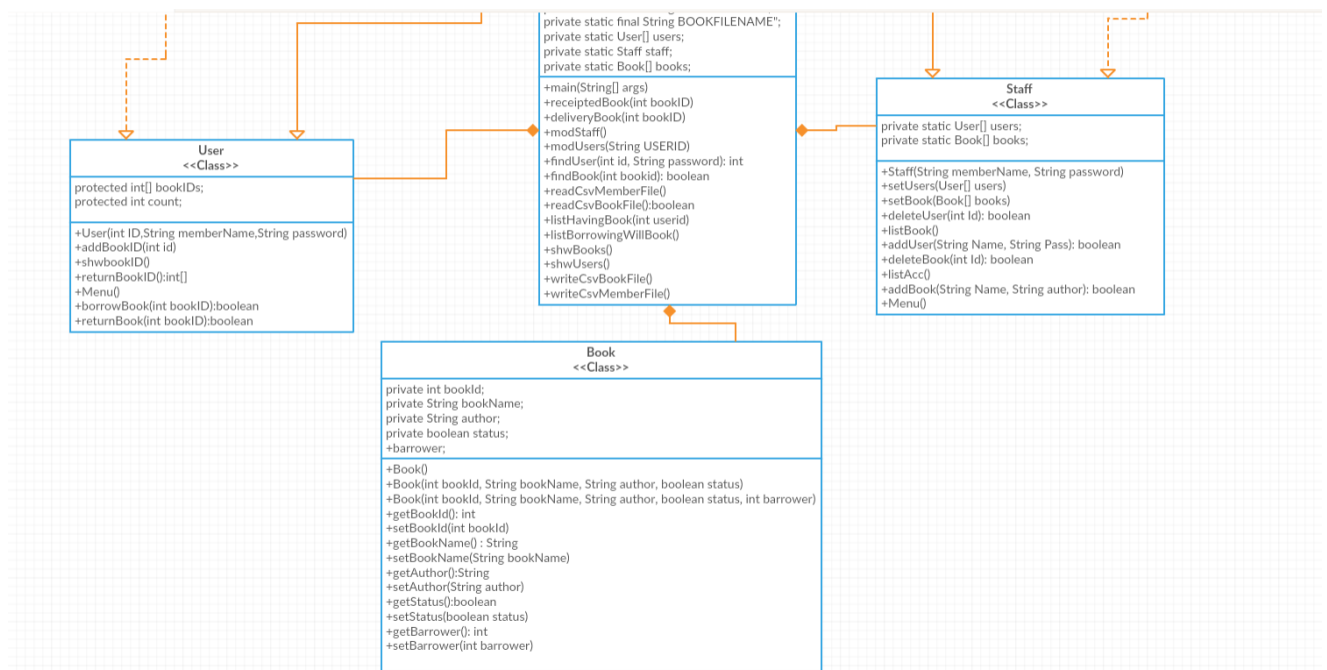 private static final String BOOKFILENAME";
private static User[] users;
private static Staff staff;
private static Book[] books;
+main(String[] args)
+receiptedBook(int bookID)
+deliveryBook(int bookID)
+modStaff()
+modUsers(String USERID)
+findUser(int id, String password): int
+findBook(int bookid): boolean
+readCsvMemberFile()
+readCsvBookFile():boolean
+listHavingBook(int userid)
+listBorrowingWillBook()
+shwBooks()
+shwUsers()
+writeCsvBookFile()
+writeCsvMemberFile()
User
<<Class>>
protected int[] bookIDs;
protected int count;
+User(int ID,String memberName,String password)
+addBookID(int id)
+shwbookID()
+returnBookID():int[]
+Menu()
+borrowBook(int bookID):boolean
+returnBook(int bookID):boolean
Staff
<<Class>>
private static User[] users;
private static Book[] books;
+Staff(String memberName, String password)
+setUsers(User[] users)
+setBook(Book[] books)
+deleteUser(int Id): boolean
+listBook()
+addUser(String Name, String Pass): boolean
+deleteBook(int Id): boolean
+listAcc()
+addBook(String Name, String author): boolean
+Menu()
Book
<<Class>>
private int bookId;
private String bookName;
private String author;
private boolean status;
+barrower;
+Book()
+Book(int bookId, String bookName, String author, boolean status)
+Book(int bookId, String bookName, String author, boolean status, int barrower)
+getBookId(): int
+setBookId(int bookId)
+getBookName() : String
+setBookName(String bookName)
+getAuthor():String
+setAuthor(String author)
+getStatus():boolean
+setStatus(boolean status)
+getBarrower(): int
+setBarrower(int barrower)